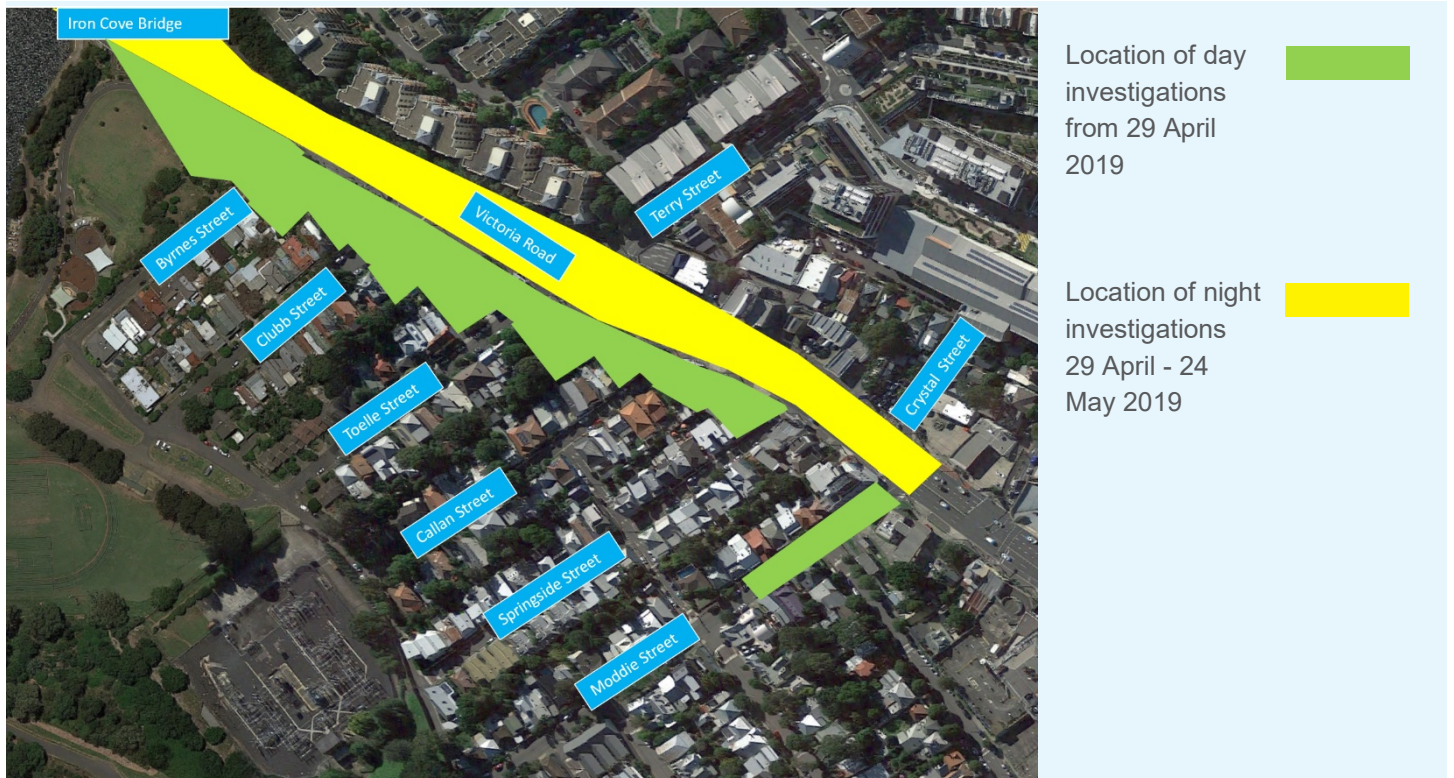 Iron Cove Bridge
Victoria Road
Terry Street
Byrnes Street
Clubb Street
Toelle Street
Callan Street
Springside Street
Moddie Street
Crystal Street
Location of day
investigations
from 29 April
2019
Location of night
investigations
29 April - 24
May 2019